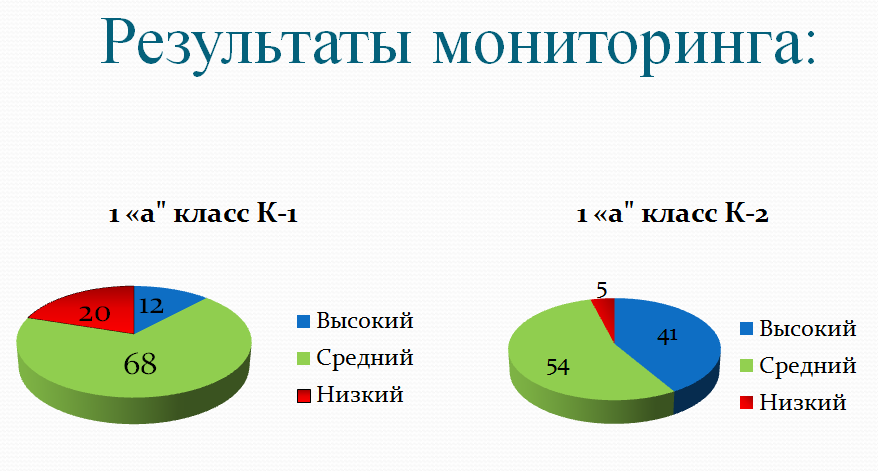 Результаты мониторинга:
1 «а" класс К-1
12
20
68
Высокий
Средний
Низкий
1 «а" класс К-2
5
41
54
Высокий
Средний
Низкий